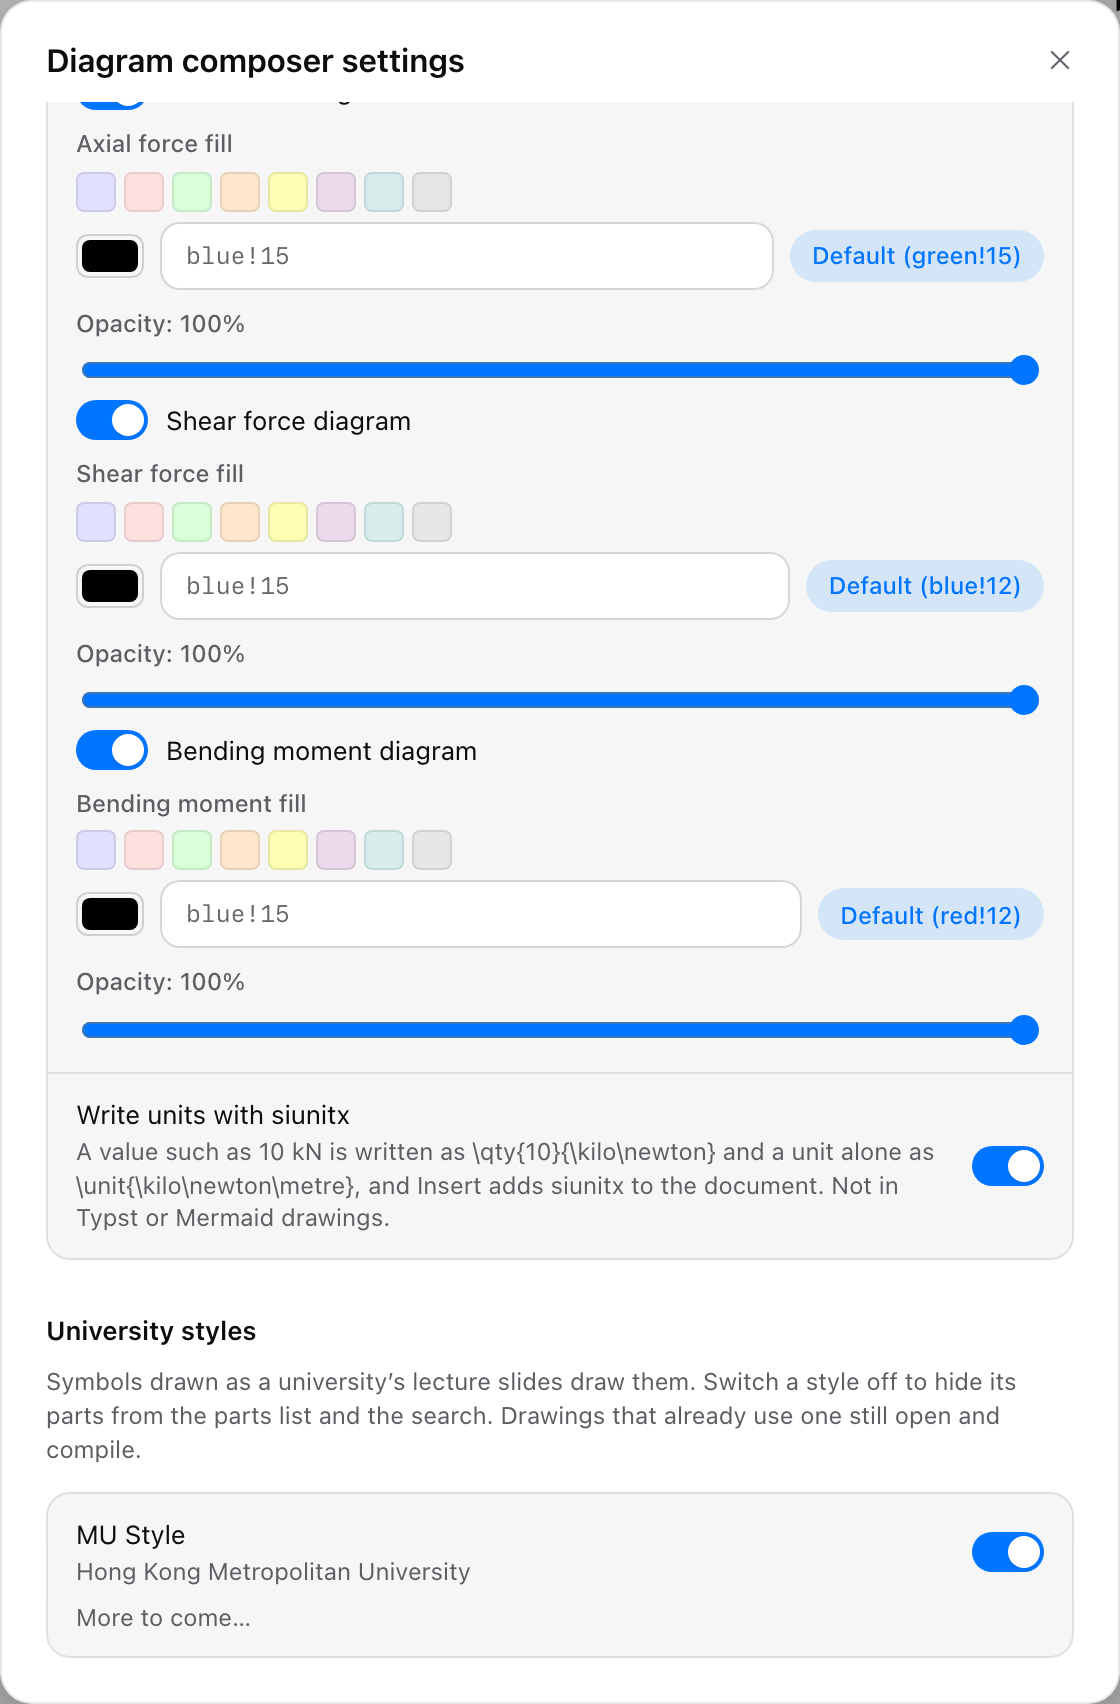 Diagram composer settings
Axial force fill
blue!15
Default (green!15)
Opacity: 100%
Shear force diagram
Shear force fill
blue!15
Default (blue!12)
Opacity: 100%
Bending moment diagram
Bending moment fill
blue!15
Default (red!12)
Opacity: 100%
Write units with siunitx
A value such as 10 kN is written as \qty{10}{\kilo\newton} and a unit alone as
\unit{\kilo\newton\metre}, and Insert adds siunitx to the document. Not in
Typst or Mermaid drawings.
University styles
Symbols drawn as a university’s lecture slides draw them. Switch a style off to hide its
parts from the parts list and the search. Drawings that already use one still open and
compile.
MU Style
Hong Kong Metropolitan University
More to come…